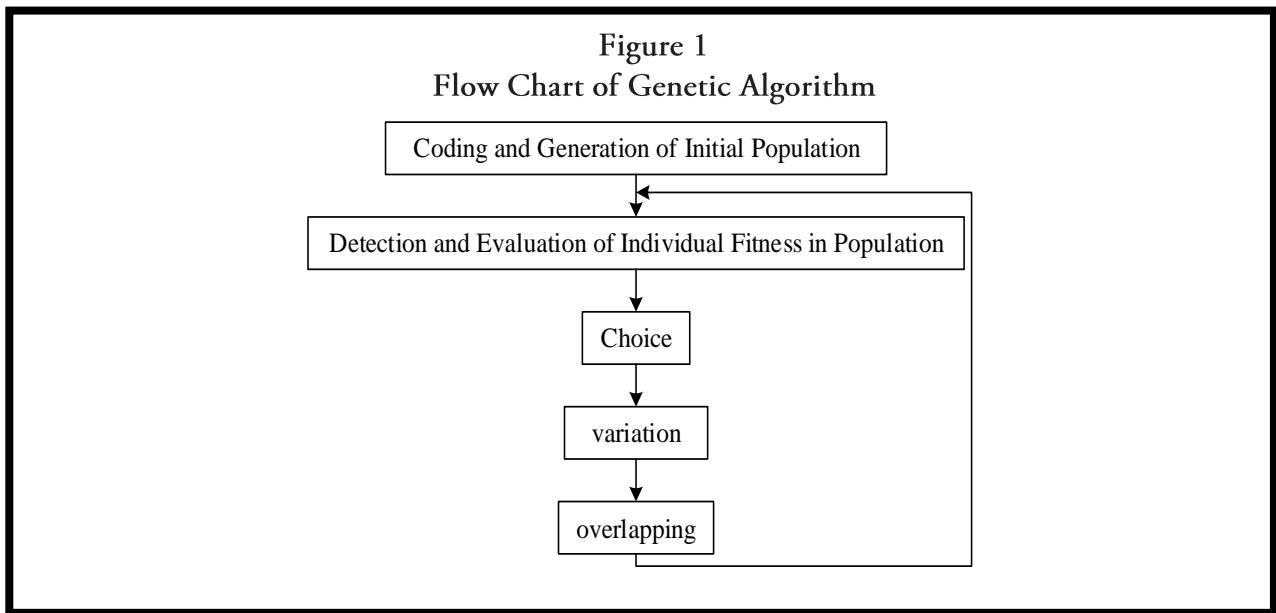 Figure 1
Flow Chart of Genetic Algorithm
Coding and Generation of Initial Population
Detection and Evaluation of Individual Fitness in Population
Choice
variation
overlapping